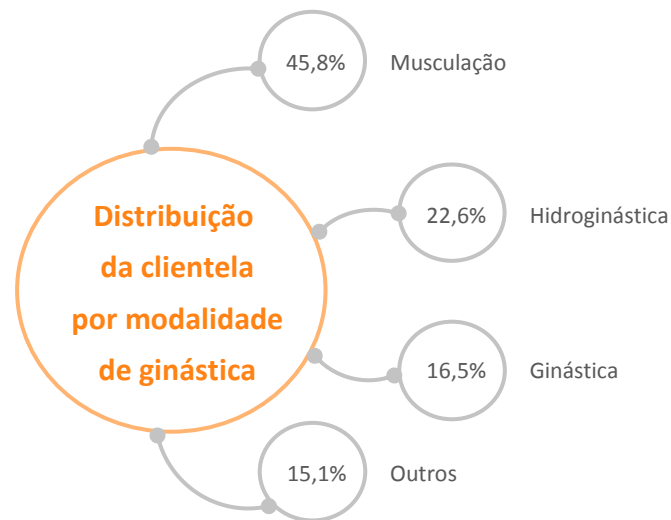 45,8% Musculação
22,6% Hidroginástica
Distribuição
da clientela
por modalidade
de ginástica
16,5% Ginástica
15,1% Outros